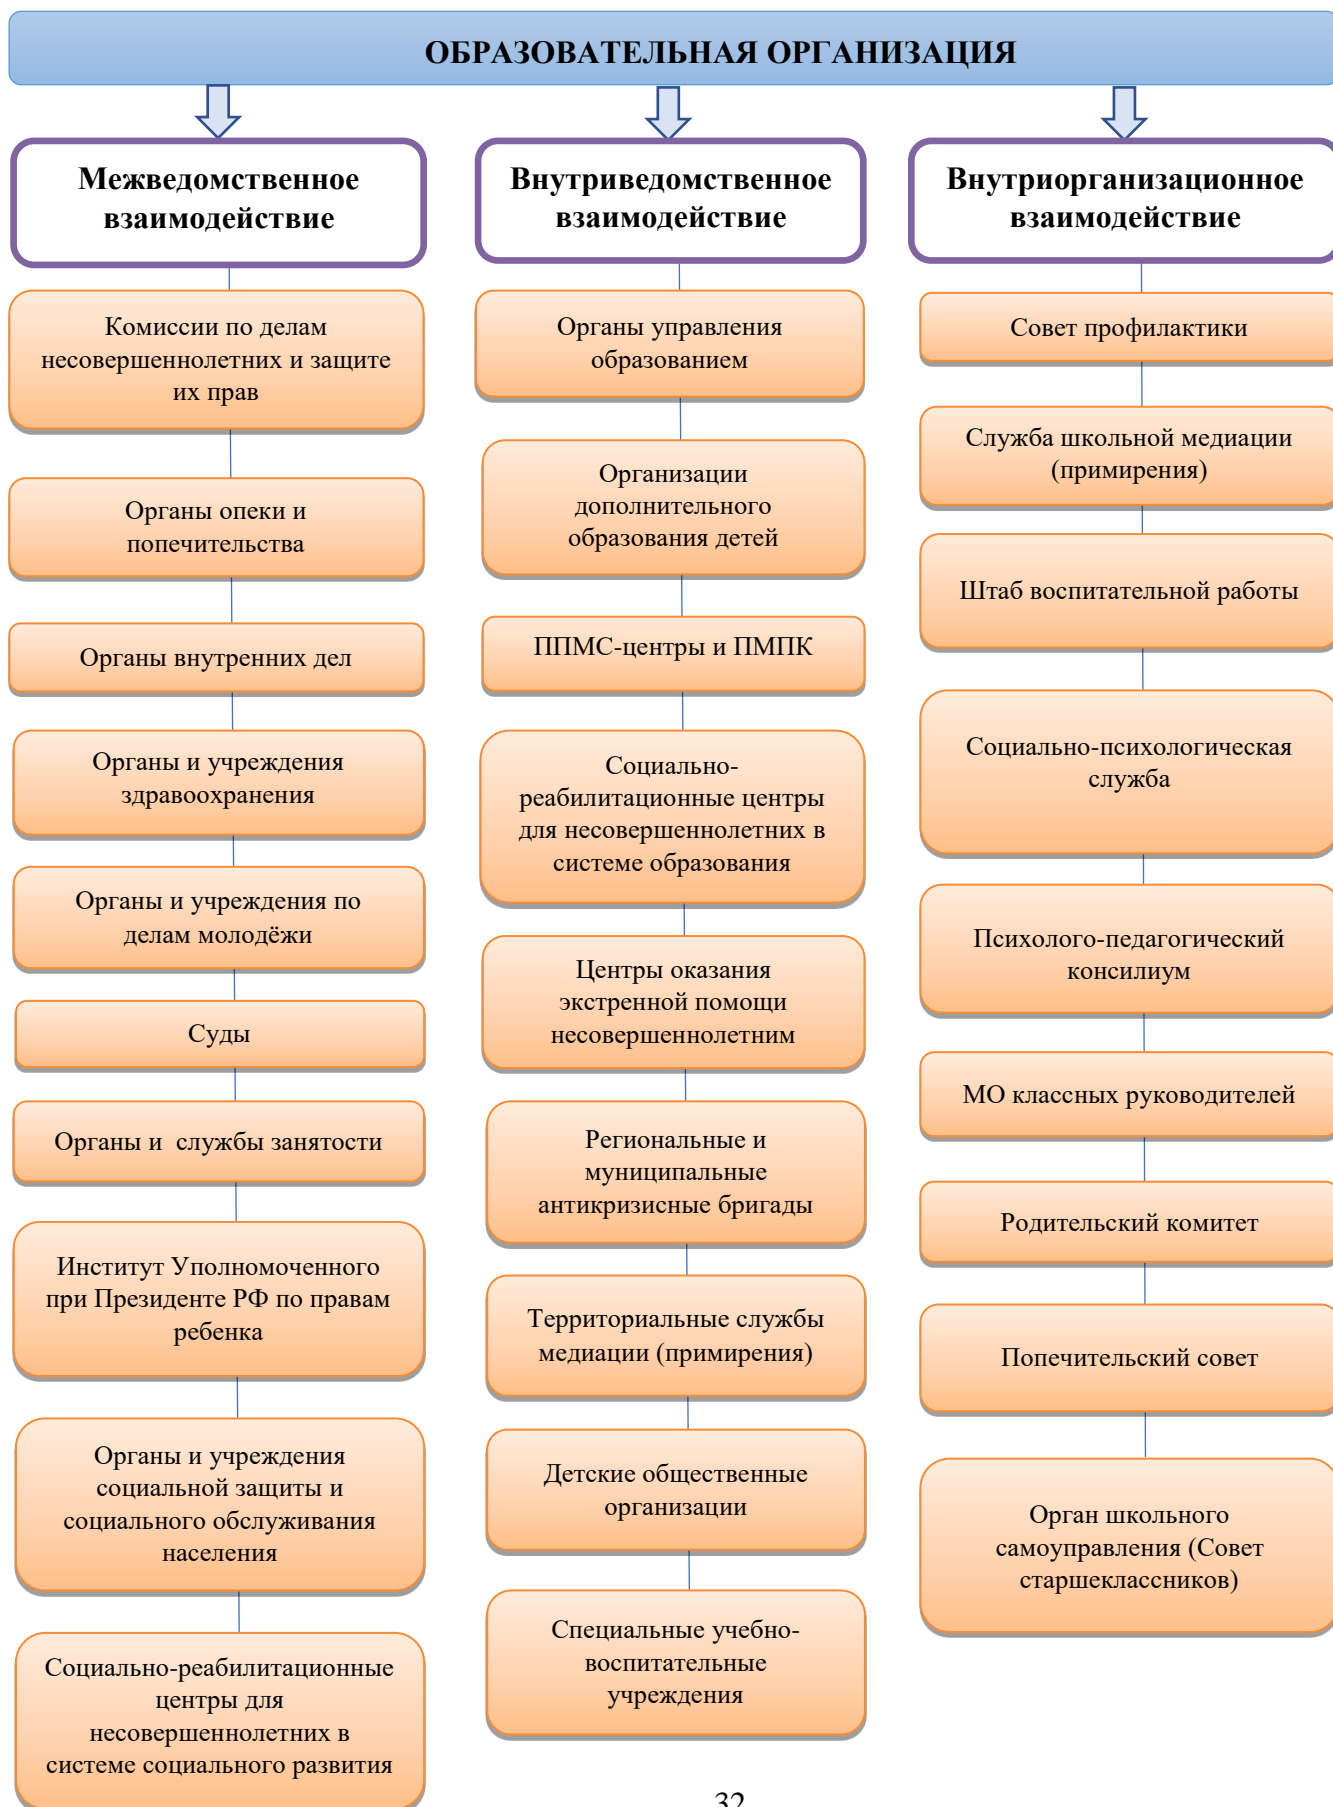 ОБРАЗОВАТЕЛЬНАЯ ОРГАНИЗАЦИЯ
Межведомственное
взаимодействие
Комиссии по делам
несовершеннолетних и защите
их прав
Органы опеки и
попечительства
Органы внутренних дел
Органы и учреждения
здравоохранения
Органы и учреждения по
делам молодёжи
Суды
Органы и  службы занятости
Институт Уполномоченного
при Президенте РФ по правам
ребенка
Органы и учреждения
социальной защиты и
социального обслуживания
населения
Социально-реабилитационные
центры для
несовершеннолетних в
системе социального развития
Внутриведомственное
взаимодействие
Органы управления
образованием
Организации
дополнительного
образования детей
ППМС-центры и ПМПК
Социально-
реабилитационные центры
для несовершеннолетних в
системе образования
Центры оказания
экстренной помощи
несовершеннолетним
Региональные и
муниципальные
антикризисные бригады
Территориальные службы
медиации (примирения)
Детские общественные
организации
Специальные учебно-
воспитательные
учреждения
Внутриорганизационное
взаимодействие
Совет профилактики
Служба школьной медиации
(примирения)
Штаб воспитательной работы
Социально-психологическая
служба
Психолого-педагогический
консилиум
МО классных руководителей
Родительский комитет
Попечительский совет
Орган школьного
самоуправления (Совет
старшеклассников)
32